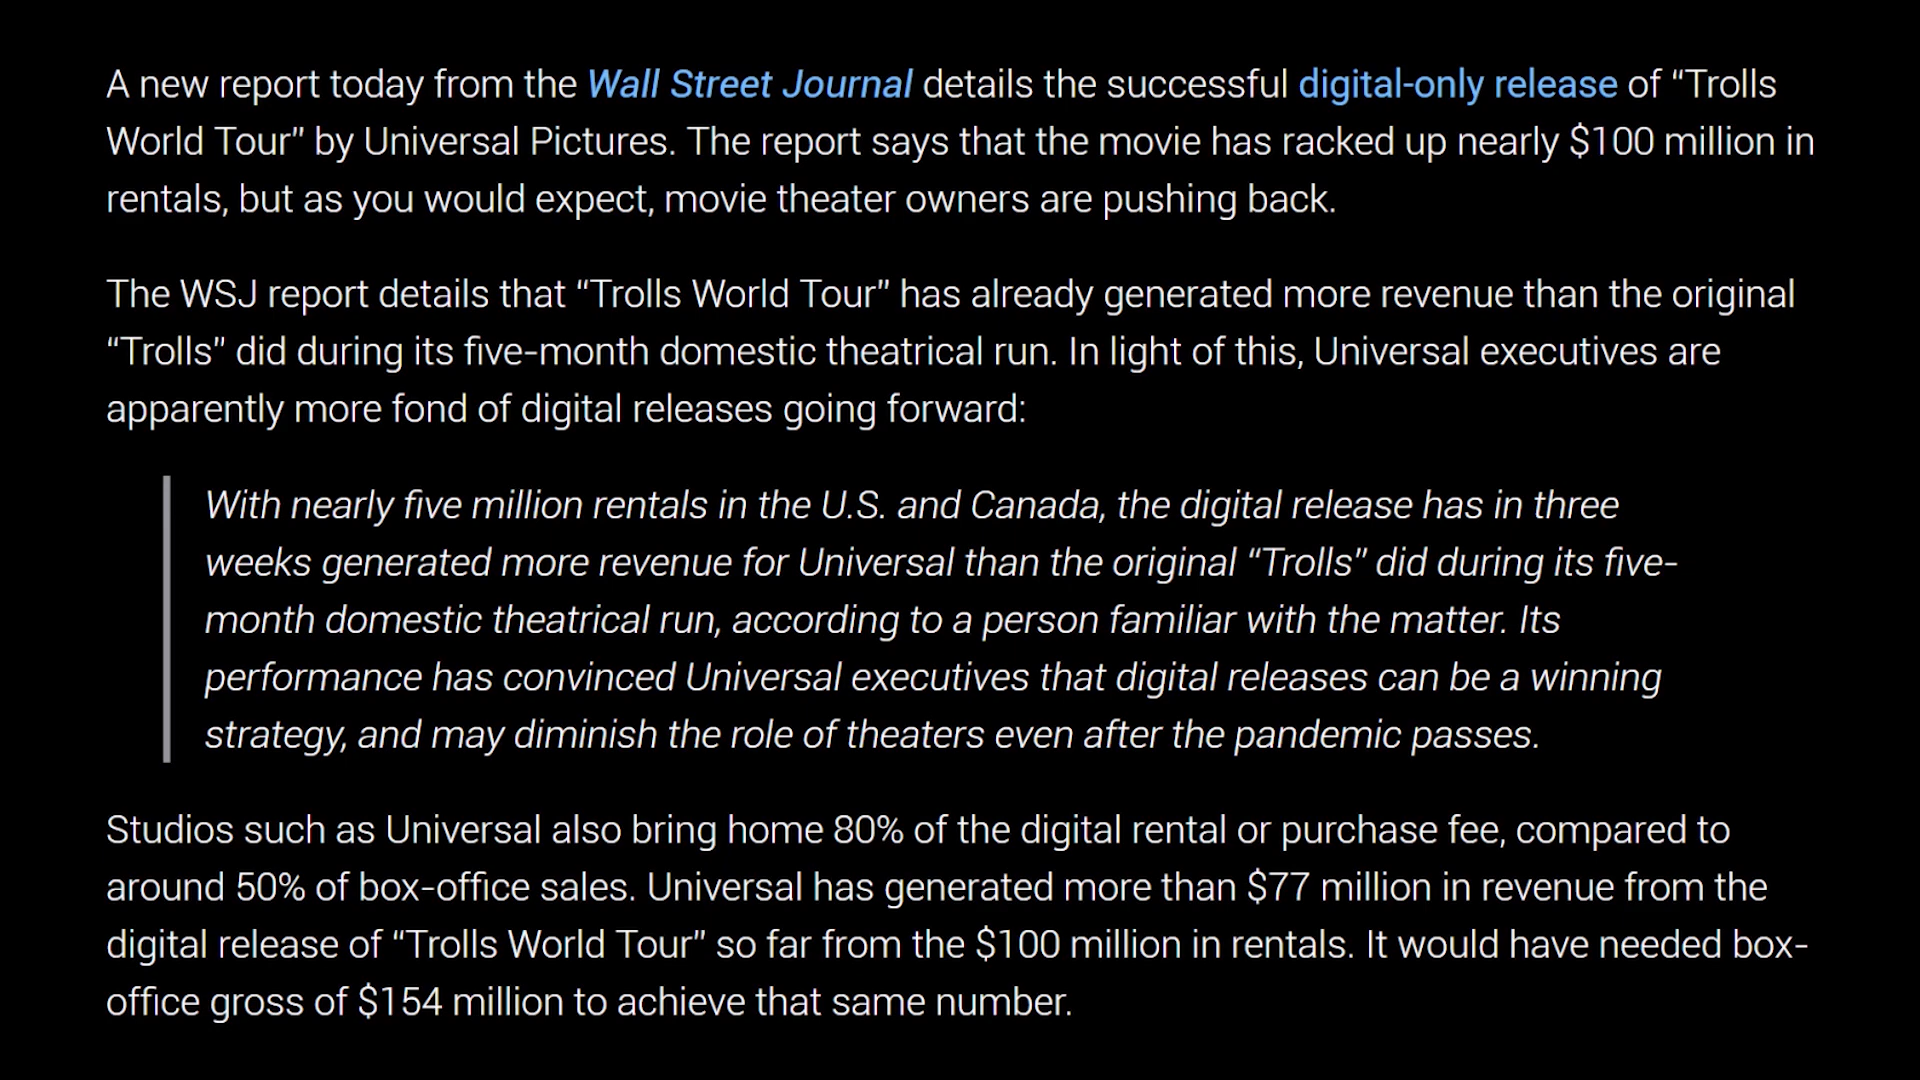 A new report today from the Wall Street Journal details the successful digital-only release of “Trolls
World Tour” by Universal Pictures. The report says that the movie has racked up nearly $100 million in
rentals, but as you would expect, movie theater owners are pushing back.
The WSJ report details that “Trolls World Tour” has already generated more revenue than the original
“Trolls” did during its five-month domestic theatrical run. In light of this, Universal executives are
apparently more fond of digital releases going forward:
With nearly five million rentals in the U.S. and Canada, the digital release has in three
weeks generated more revenue for Universal than the original “Trolls” did during its five-
month domestic theatrical run, according to a person familiar with the matter. Its
performance has convinced Universal executives that digital releases can be a winning
strategy, and may diminish the role of theaters even after the pandemic passes.
Studios such as Universal also bring home 80% of the digital rental or purchase fee, compared to
around 50% of box-office sales. Universal has generated more than $77 million in revenue from the
digital release of “Trolls World Tour” so far from the $100 million in rentals. It would have needed box-
office gross of $154 million to achieve that same number.